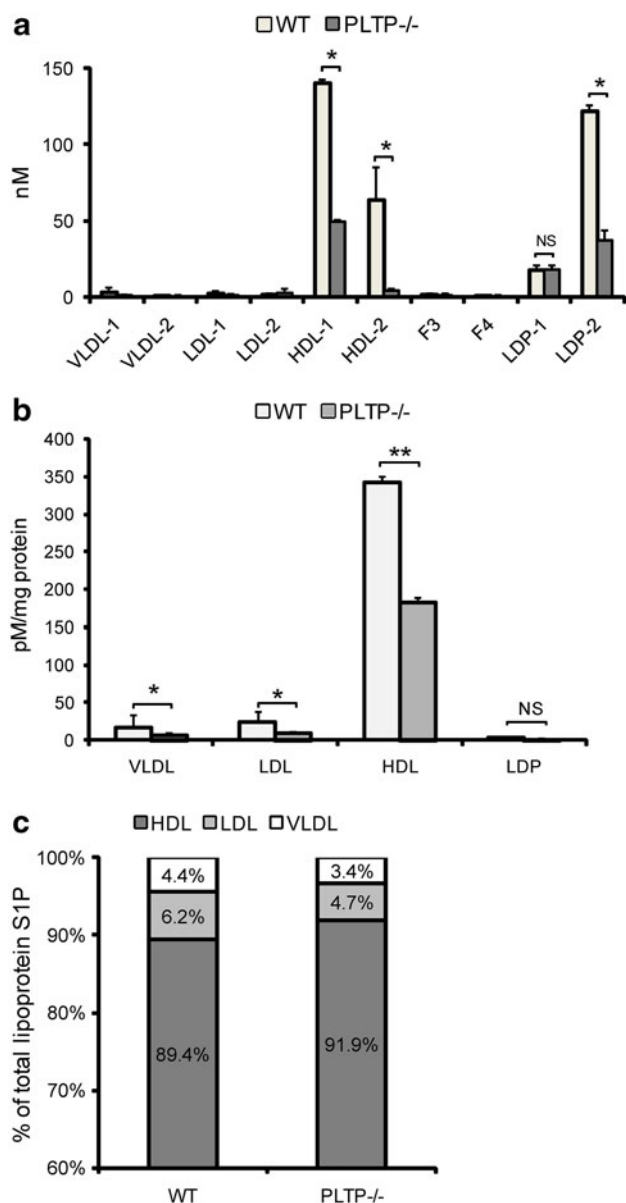 a
WT PLTP-/-
nM
150
100
50
0
* * NS *
VLDL-1 VLDL-2 LDL-1 LDL-2 HDL-1 HDL-2 F3 F4 LDP-1 LDP-2
b
WT PLTP-/-
pM/mg protein
400
350
300
250
200
150
100
50
0
* * ** NS
VLDL LDL HDL LDP
c
HDL LDL VLDL
% of total lipoprotein S1P
100%
90%
80%
70%
60%
4.4% 3.4%
6.2% 4.7%
89.4% 91.9%
WT PLTP-/-